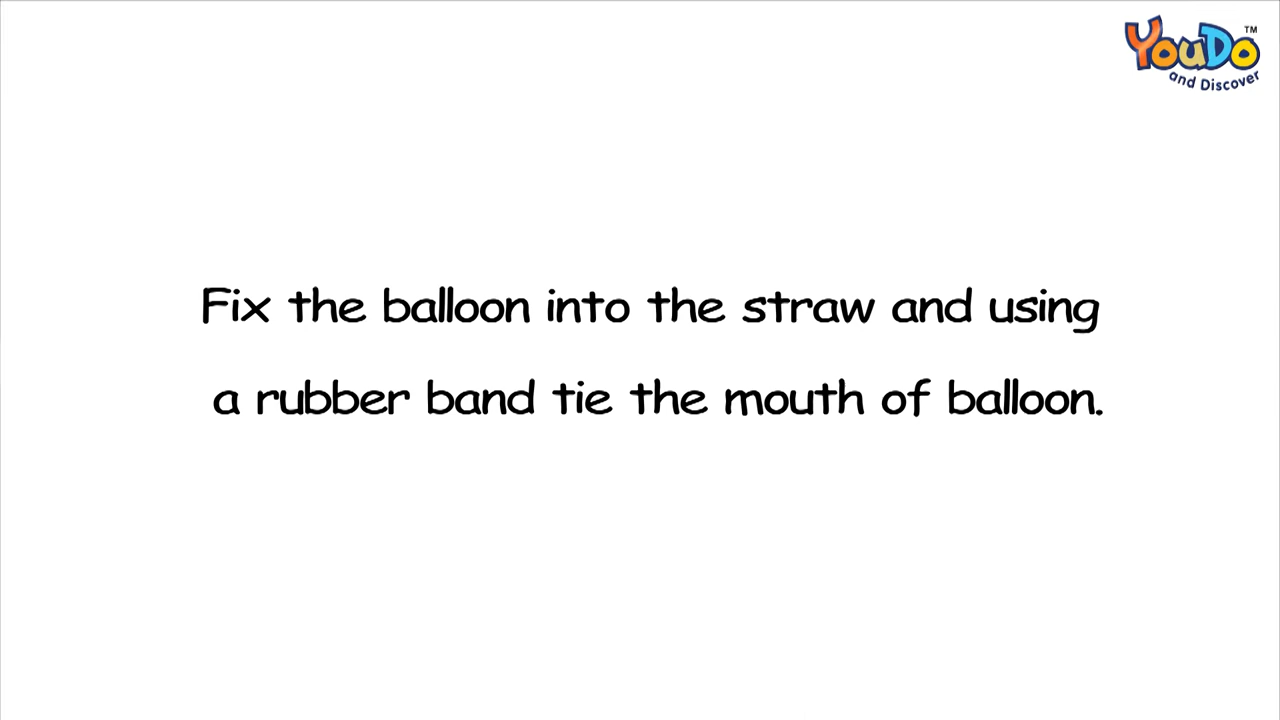 YouDo™
and Discover
Fix the balloon into the straw and using
a rubber band tie the mouth of balloon.